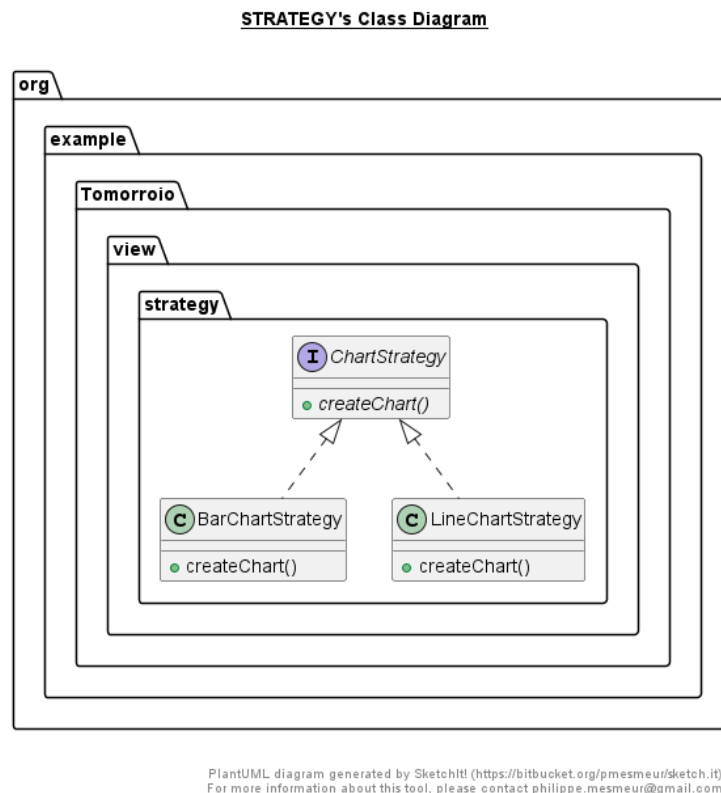 STRATEGY's Class Diagram
org
example
Tomorroio
view
strategy
I ChartStrategy
createChart()
C BarChartStrategy
createChart()
C LineChartStrategy
createChart()
PlantUML diagram generated by SketchIt! (https://bitbucket.org/pmesmeur/sketch.it)
For more information about this tool, please contact philippe.mesmeur@gmail.com